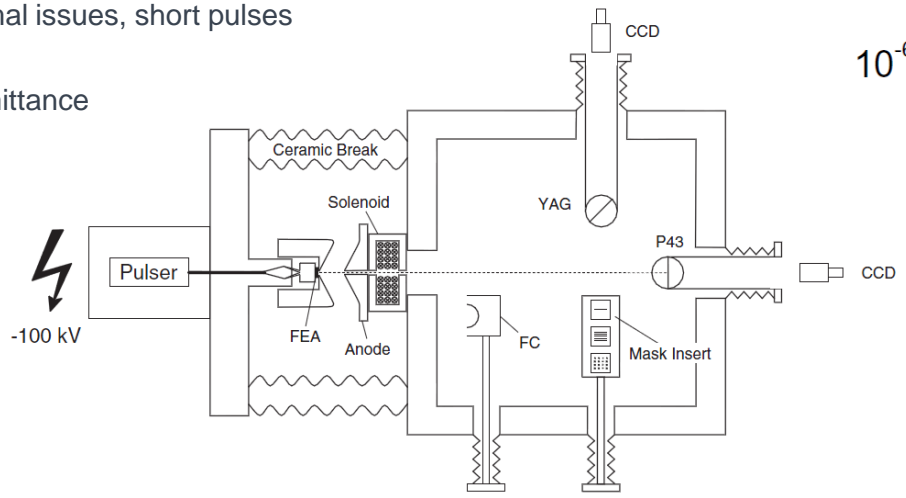 nal issues, short pulses
nittance
10-6
CCD
Ceramic Break
Solenoid
YAG
P43
Pulser
CCD
-100 kV
FEA
Anode
FC
Mask Insert